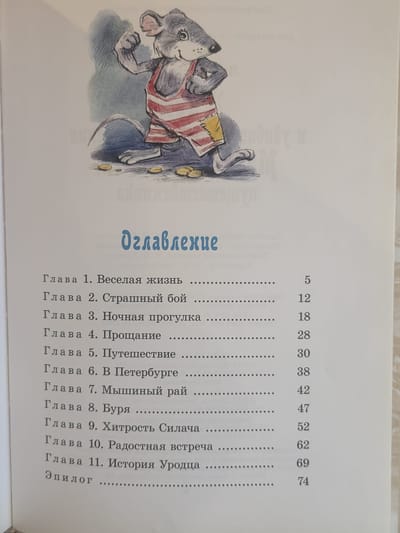 Оглавление
Глава 1. Веселая жизнь ........................ 5
Глава 2. Страшный бой ........................ 12
Глава 3. Ночная прогулка .................... 18
Глава 4. Прощание .............................. 28
Глава 5. Путешествие .......................... 30
Глава 6. В Петербурге ......................... 38
Глава 7. Мышиный рай ........................ 42
Глава 8. Буря ..................................... 47
Глава 9. Хитрость Силача .................... 52
Глава 10. Радостная встреча ................. 62
Глава 11. История Уродца .................... 69
Эпилог ............................................. 74